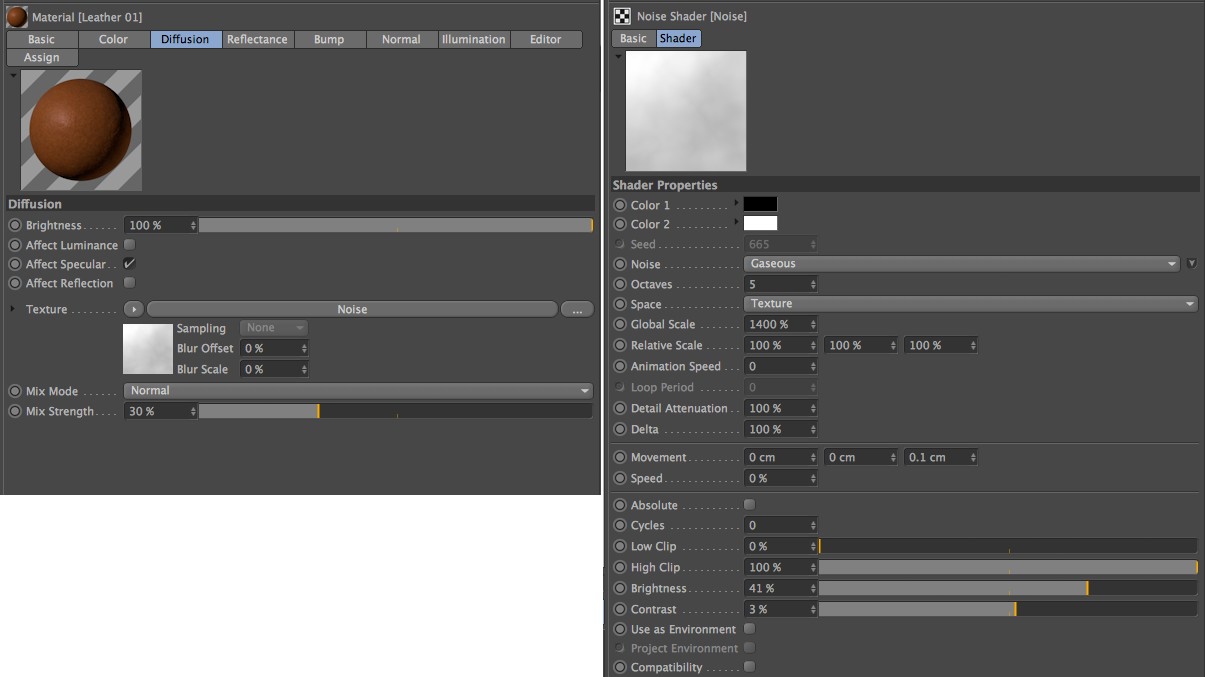 Material [Leather 01]
Basic Color Diffusion Reflectance Bump Normal Illumination Editor
Assign
Diffusion
Brightness...... 100 %
Affect Luminance
Affect Specular.. ✓
Affect Reflection
Texture ........ Noise ...
Sampling None
Blur Offset 0 %
Blur Scale 0 %
Mix Mode ...... Normal
Mix Strength.... 30 %
Noise Shader [Noise]
Basic Shader
Shader Properties
Color 1 ........
Color 2 ........
Seed............ 665
Noise ........... Gaseous
Octaves ........ 5
Space ........... Texture
Global Scale ..... 1400 %
Relative Scale .... 100 % 100 % 100 %
Animation Speed .. 0
Loop Period ...... 0
Detail Attenuation .. 100 %
Delta ............ 100 %
Movement........ 0 cm 0 cm 0.1 cm
Speed............ 0 %
Absolute ........
Cycles ........... 0
Low Clip ........ 0 %
High Clip......... 100 %
Brightness........ 41 %
Contrast ......... 3 %
Use as Environment
Project Environment
Compatibility ......